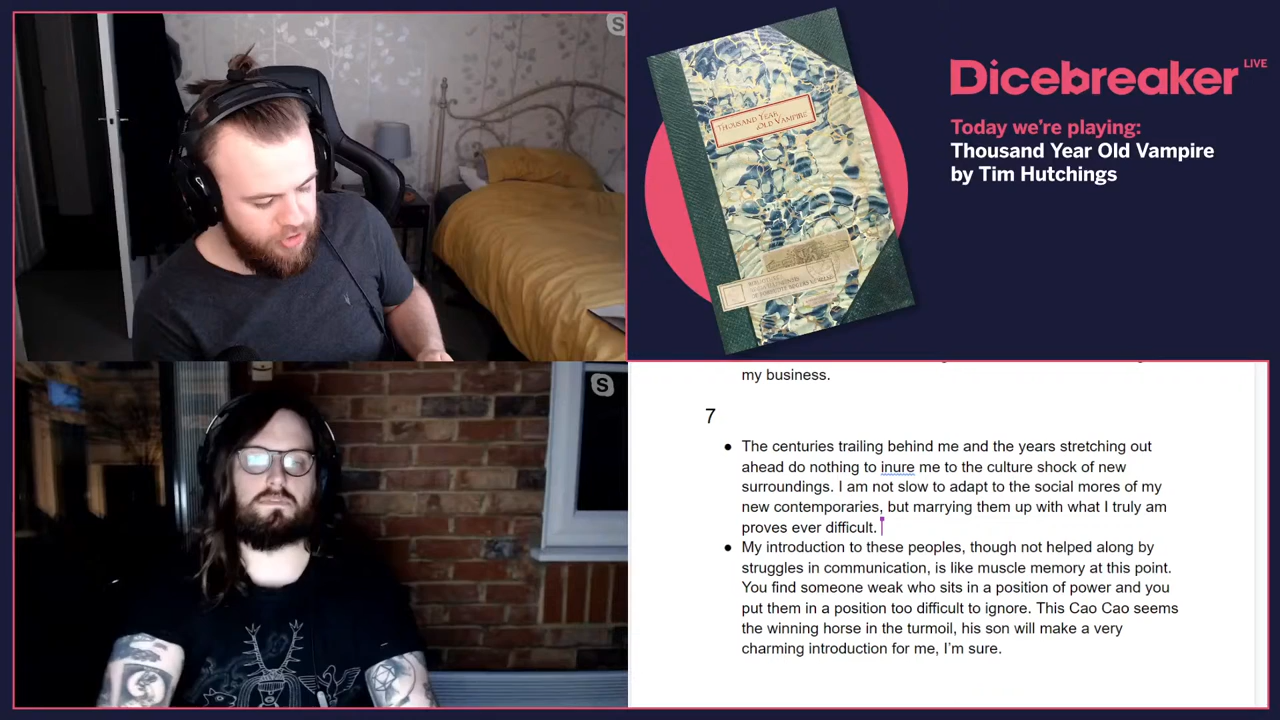 S
THOUSAND YEAR
OLD VAMPIRE
Dicebreaker LIVE
Today we're playing:
Thousand Year Old Vampire
by Tim Hutchings
S
my business.
7
● The centuries trailing behind me and the years stretching out
ahead do nothing to inure me to the culture shock of new
surroundings. I am not slow to adapt to the social mores of my
new contemporaries, but marrying them up with what I truly am
proves ever difficult.
● My introduction to these peoples, though not helped along by
struggles in communication, is like muscle memory at this point.
You find someone weak who sits in a position of power and you
put them in a position too difficult to ignore. This Cao Cao seems
the winning horse in the turmoil, his son will make a very
charming introduction for me, I'm sure.